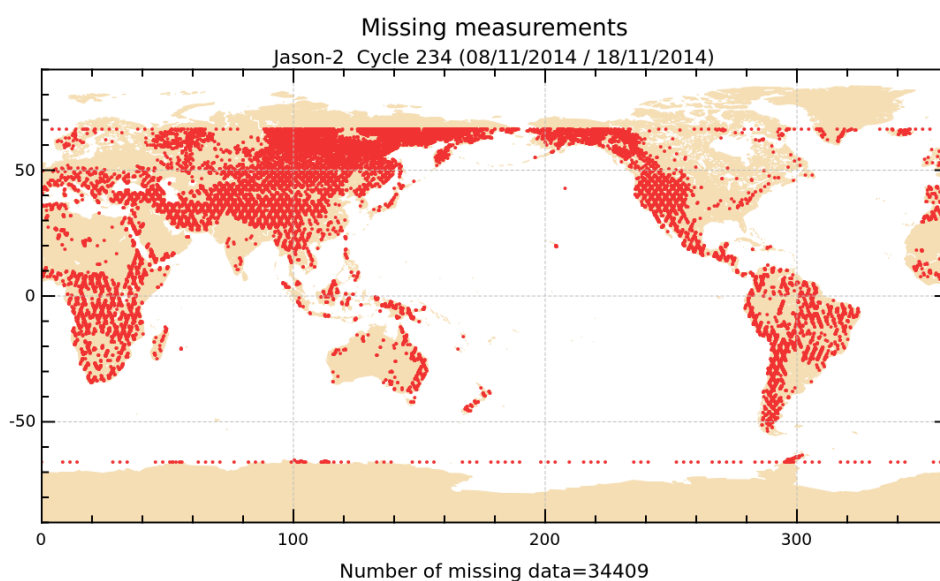 Missing measurements
Jason-2 Cycle 234 (08/11/2014 / 18/11/2014)
50
0
-50
0 100 200 300
Number of missing data=34409